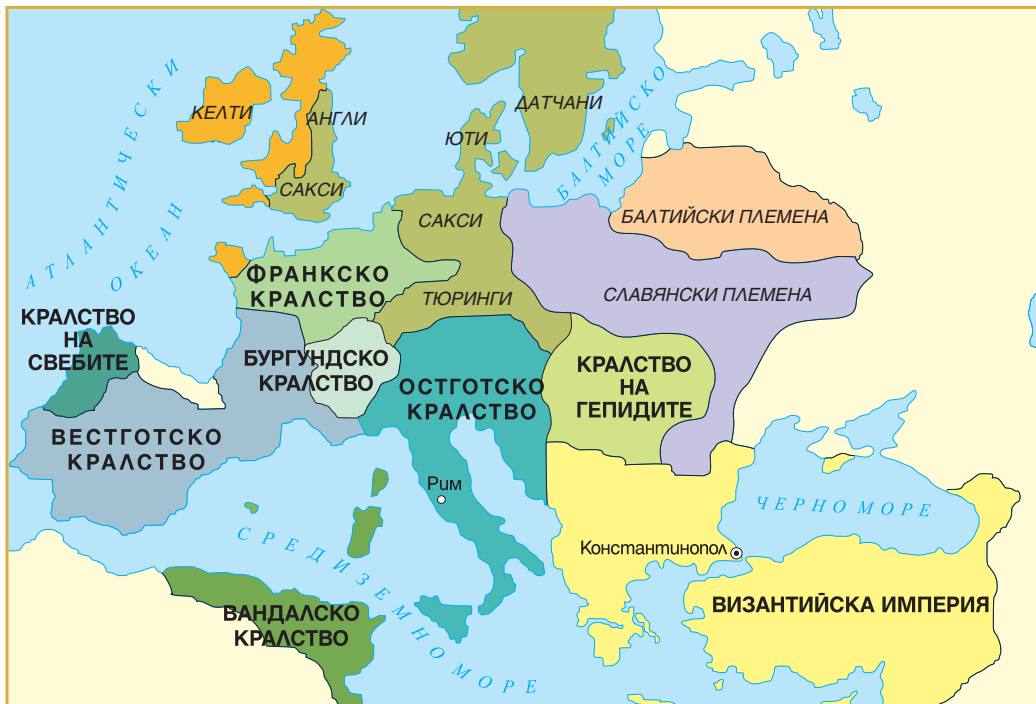 АТЛАНТИЧЕСКИ
ОКЕАН
КЕЛТИ
АНГЛИ
САКСИ
ЮТИ
ДАТЧАНИ
БАЛТИЙСКО
МОРЕ
БАЛТИЙСКИ ПЛЕМЕНА
САКСИ
ФРАНКСКО
КРАЛСТВО
ТЮРИНГИ
СЛАВЯНСКИ ПЛЕМЕНА
КРАЛСТВО
НА
СВЕБИТЕ
БУРГУНДСКО
КРАЛСТВО
ОСТГОТСКО
КРАЛСТВО
КРАЛСТВО
НА
ГЕПИДИТЕ
ВЕСТГОТСКО
КРАЛСТВО
Рим
ЧЕРНО МОРЕ
Константинопол
СРЕДИЗЕМНО МОРЕ
ВАНДАЛСКО
КРАЛСТВО
ВИЗАНТИЙСКА ИМПЕРИЯ